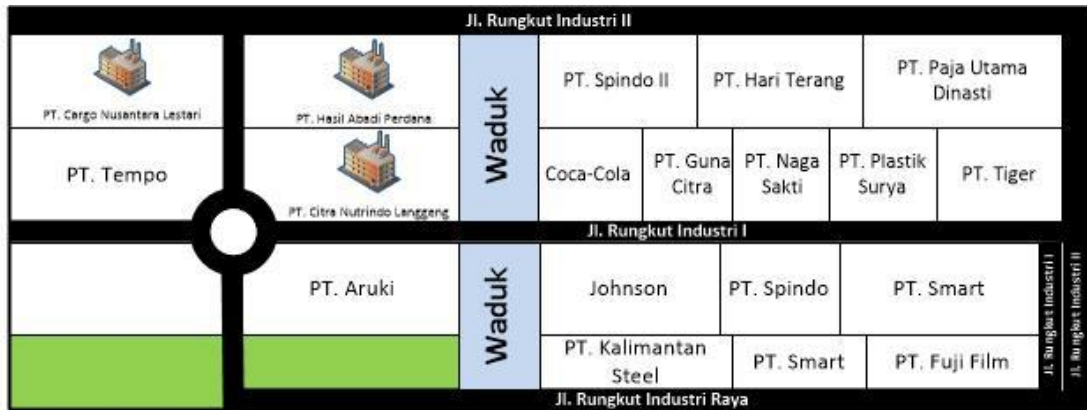 Jl. Rungkut Industri II
PT. Cargo Nusantara Lestari
PT. Hasil Abadi Perdana
Waduk
PT. Spindo II
PT. Hari Terang
PT. Paja Utama
Dinasti
PT. Tempo
PT. Citra Nutrindo Langgeng
Coca-Cola
PT. Guna
Citra
PT. Naga
Sakti
PT. Plastik
Surya
PT. Tiger
Jl. Rungkut Industri I
PT. Aruki
Waduk
Johnson
PT. Spindo
PT. Smart
Jl. Rungkut Industri I
Jl. Rungkut Industri II
PT. Kalimantan
Steel
PT. Smart
PT. Fuji Film
Jl. Rungkut Industri Raya